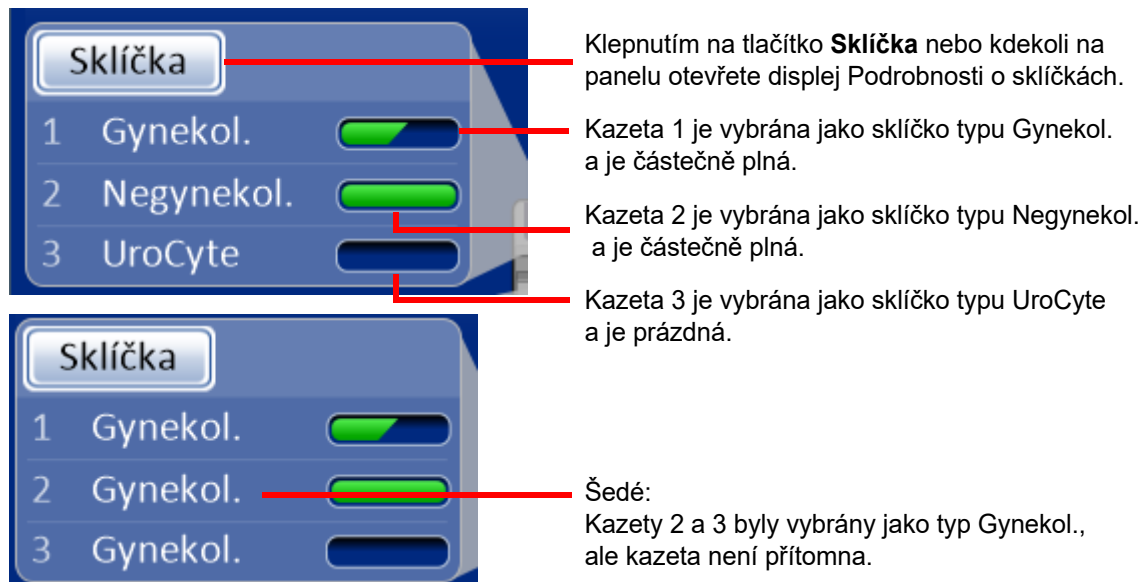 Sklíčka
1 Gynekol.
2 Negynekol.
3 UroCyte
Klepnutím na tlačítko Sklíčka nebo kdekoli na
panelu otevřete displej Podrobnosti o sklíčkách.
Kazeta 1 je vybrána jako sklíčko typu Gynekol.
a je částečně plná.
Kazeta 2 je vybrána jako sklíčko typu Negynekol.
a je částečně plná.
Kazeta 3 je vybrána jako sklíčko typu UroCyte
a je prázdná.
Sklíčka
1 Gynekol.
2 Gynekol.
3 Gynekol.
Šedé:
Kazety 2 a 3 byly vybrány jako typ Gynekol.,
ale kazeta není přítomna.